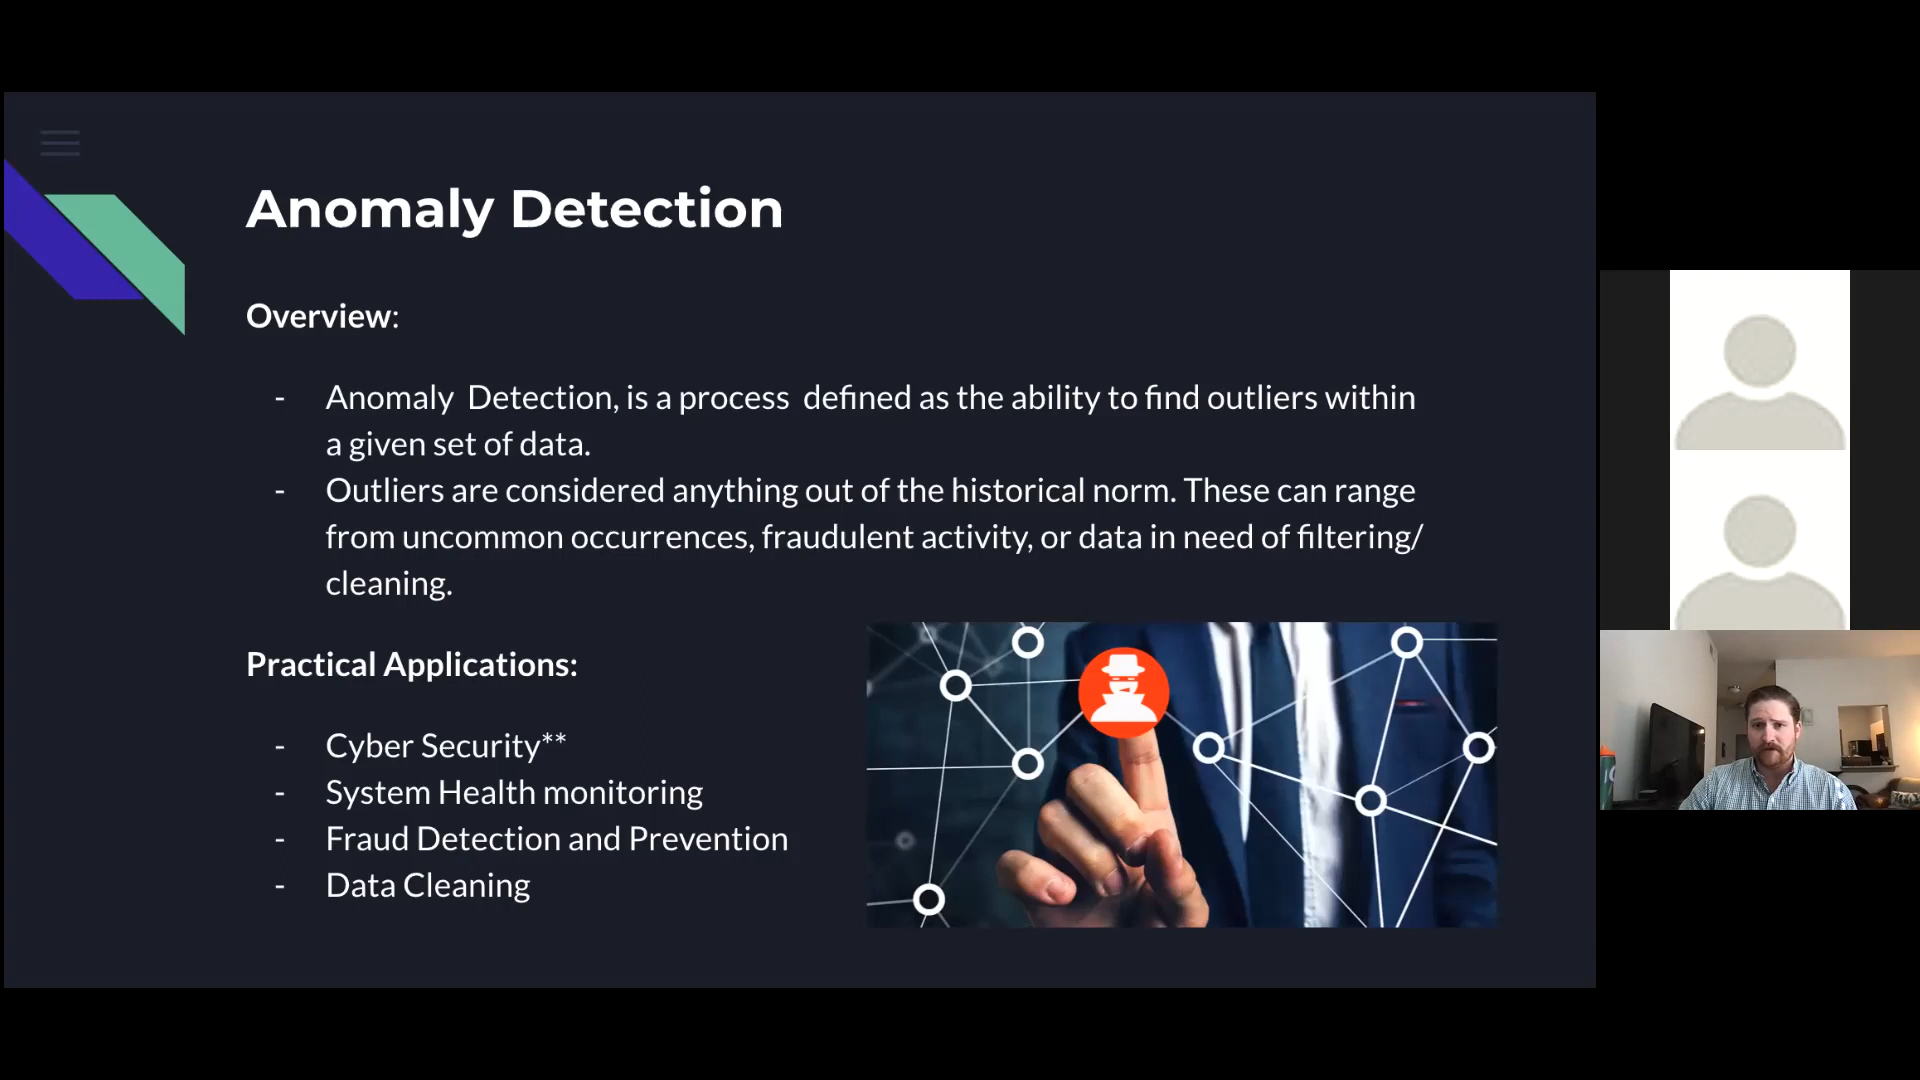 Anomaly Detection
Overview:
- Anomaly  Detection, is a process  defined as the ability to find outliers within
a given set of data.
- Outliers are considered anything out of the historical norm. These can range
from uncommon occurrences, fraudulent activity, or data in need of filtering/
cleaning.
Practical Applications:
- Cyber Security**
- System Health monitoring
- Fraud Detection and Prevention
- Data Cleaning